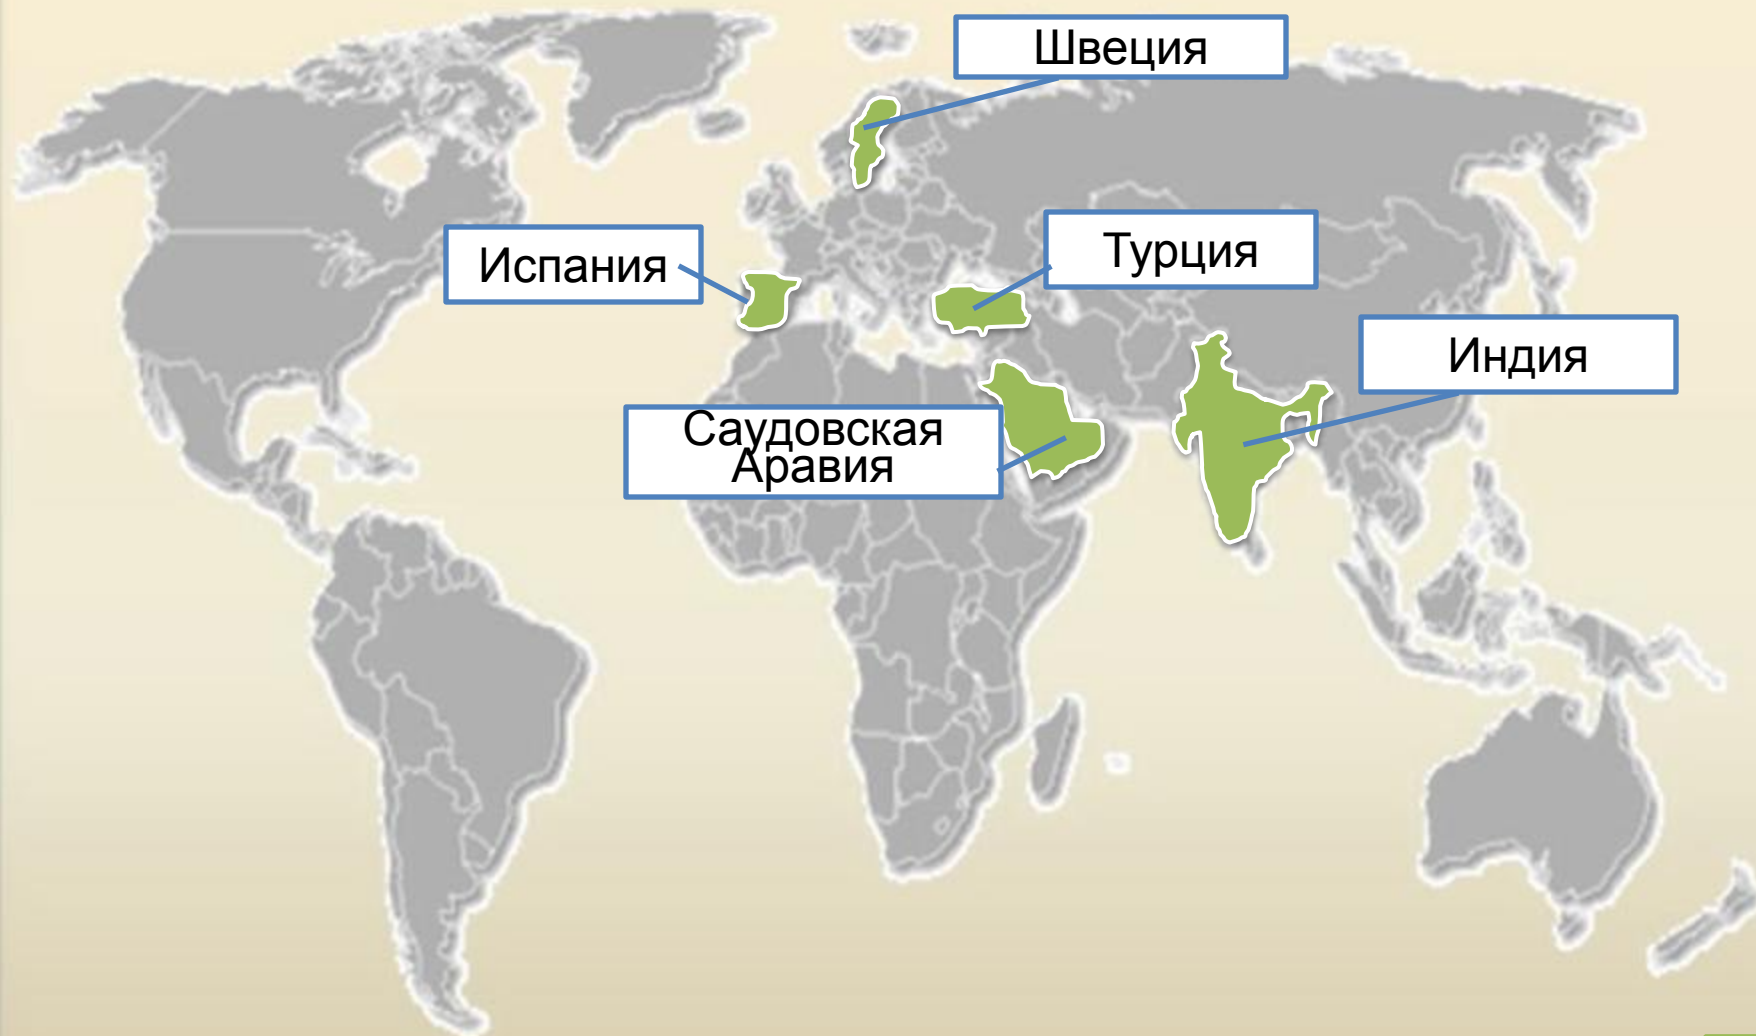 Швеция
Испания
Турция
Индия
Саудовская
Аравия